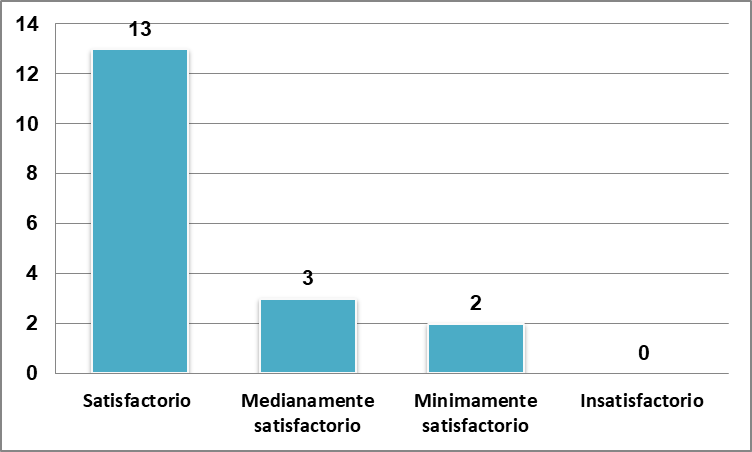 14
12
10
8
6
4
2
0
13
3
2
0
Satisfactorio
Medianamente
satisfactorio
Minimamente
satisfactorio
Insatisfactorio